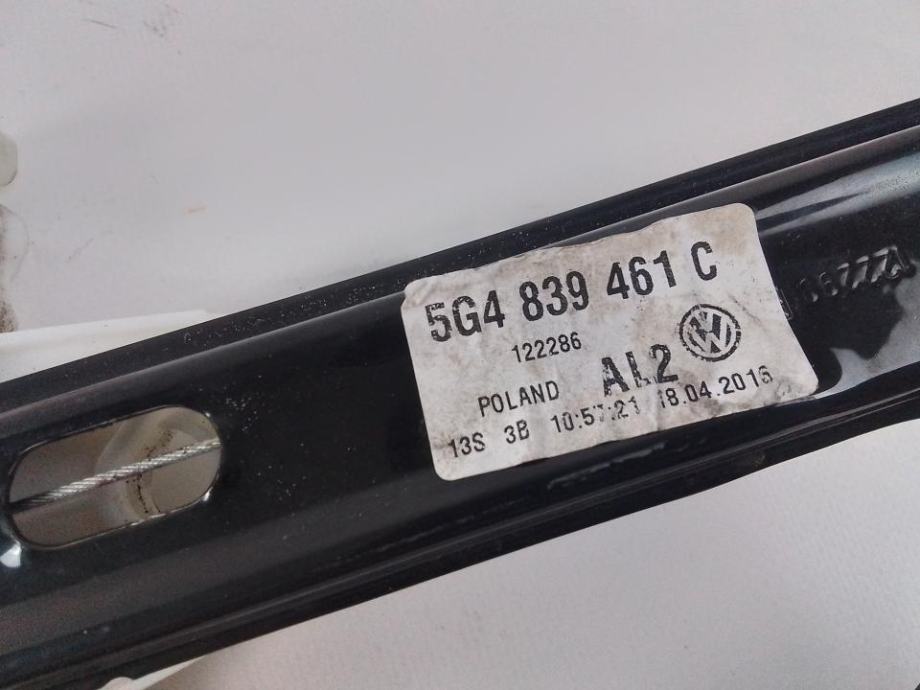 5G4 839 461 C
122286
AL2
POLAND
13S 3B 10:57:21 18.04.2016